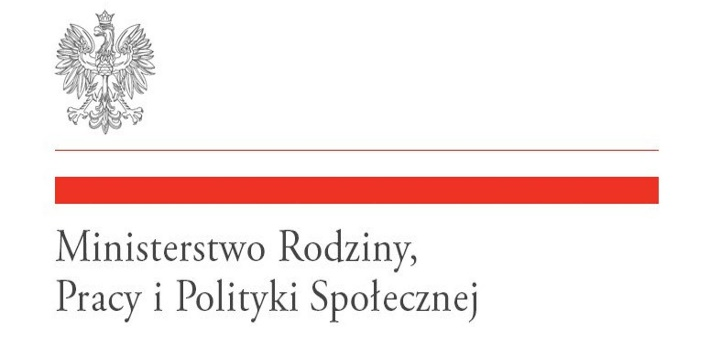 Ministerstwo Rodziny,
Pracy i Polityki Społecznej